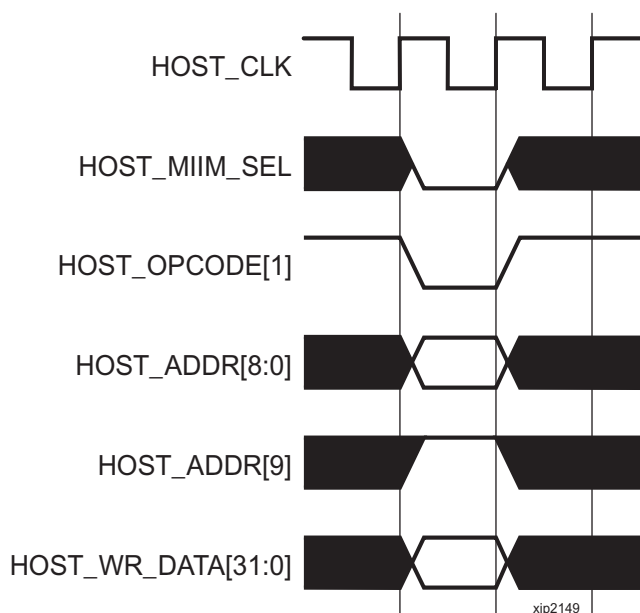 HOST_CLK
HOST_MIIM_SEL
HOST_OPCODE[1]
HOST_ADDR[8:0]
HOST_ADDR[9]
HOST_WR_DATA[31:0]
xip2149